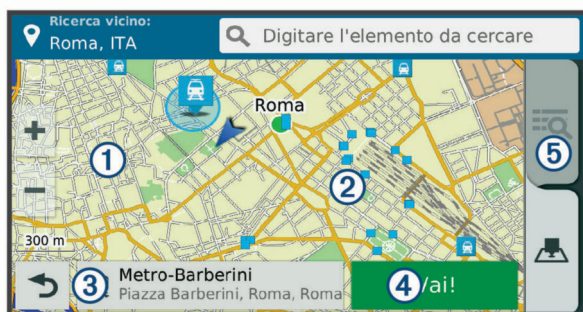 Ricerca vicino:
Roma, ITA
Digitare l'elemento da cercare
Roma
1
2
5
300 m
3
Metro-Barberini
Piazza Barberini, Roma, Roma
4
/ai!